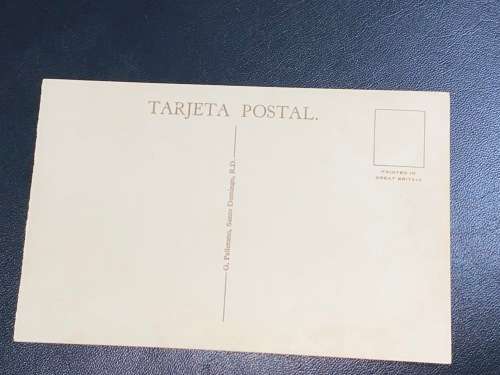 TARJETA POSTAL.
PRINTED IN
GREAT BRITAIN
G. Pellerano, Santo Domingo, R.D.